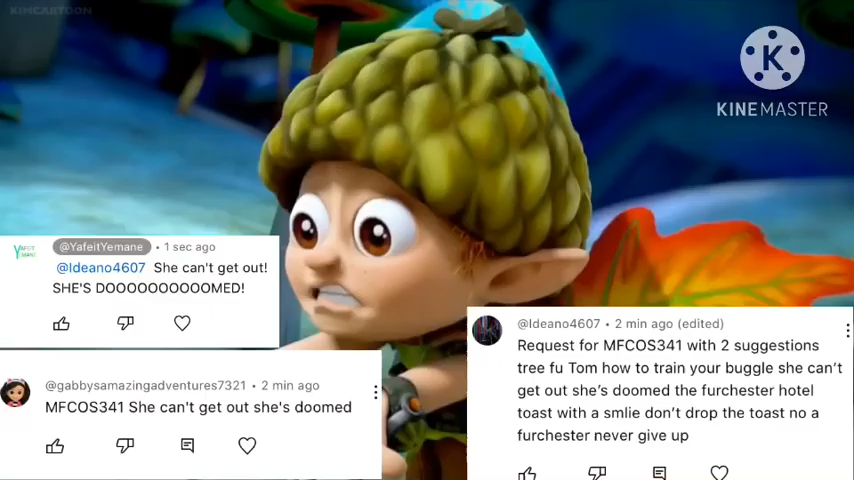 KIMCARTOON
K
KINEMASTER
YAFEIT
YEMANE
@YafeitYemane • 1 sec ago
@Ideano4607 She can't get out!
SHE'S DOOOOOOOOOOMED!
@gabbysamazingadventures7321 • 2 min ago
MFCOS341 She can't get out she's doomed
@Ideano4607 • 2 min ago (edited)
Request for MFCOS341 with 2 suggestions
tree fu Tom how to train your buggle she can't
get out she's doomed the furchester hotel
toast with a smlie don't drop the toast no a
furchester never give up